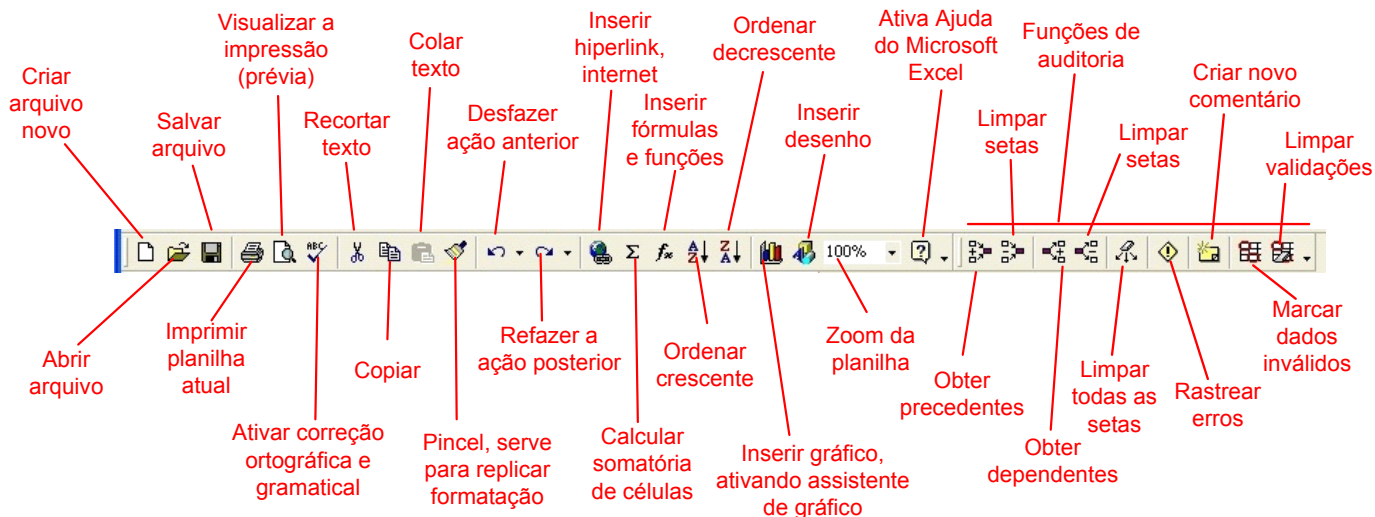 Criar
arquivo
novo
Visualizar a
impressão
(prévia)
Salvar
arquivo
Recortar
texto
Colar
texto
Desfazer
ação anterior
Inserir
hiperlink,
internet
Inserir
fórmulas
e funções
Ordenar
decrescente
Inserir
desenho
Ativa Ajuda
do Microsoft
Excel
Funções de
auditoria
Limpar
setas
Limpar
setas
Criar novo
comentário
Limpar
validações
ABC
Σ
fx
A
Z
Z
A
100%
?
Abrir
arquivo
Imprimir
planilha
atual
Ativar correção
ortográfica e
gramatical
Copiar
Pincel, serve
para replicar
formatação
Refazer a
ação posterior
Calcular
somatória
de células
Ordenar
crescente
Inserir gráfico,
ativando assistente
de gráfico
Zoom da
planilha
Obter
precedentes
Obter
dependentes
Limpar
todas as
setas
Rastrear
erros
Marcar
dados
inválidos